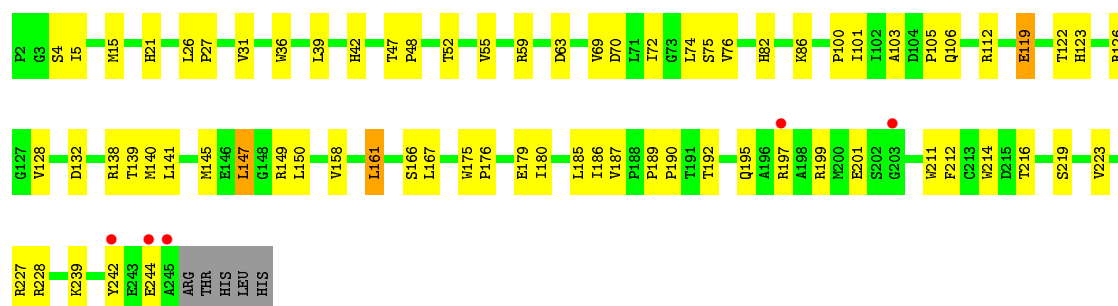 P2 G3 S4 I5 M15 H21 L26 P27 V31 W36 L39 H42 T47 P48 T52 V55 R59 D63 V69 D70 L71 I72 G73 L74 S75 V76 H82 K86 P100 I101 I102 A103 D104 P105 Q106 R112 E119 T122 H123 R126
G127 V128 D132 R138 T139 M140 L141 M145 E146 L147 G148 R149 L150 V158 L161 S166 L167 W175 P176 E179 I180 L185 I186 V187 P188 P189 P190 T191 T192 Q195 A196 R197 A198 R199 M200 E201 S202 G203 W211 F212 C213 W214 D215 T216 S219 V223
R227 R228 K239 Y242 E243 E244 A245 ARG THR HIS LEU HIS